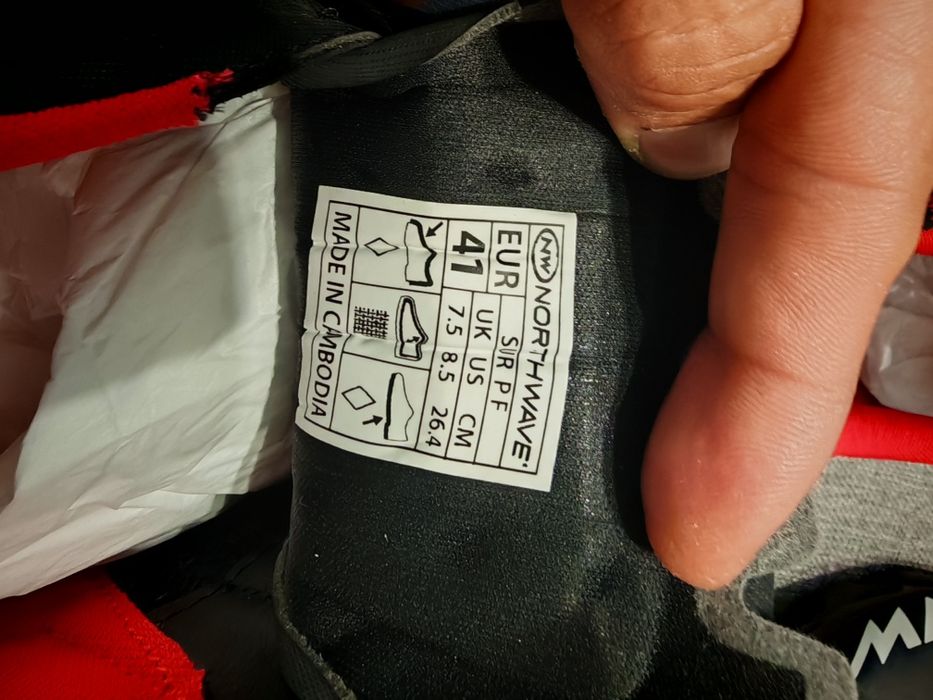 NW NORTHWAVE
SIR PF
EUR UK US CM
41 7.5 8.5 26.4
MADE IN CAMBODIA